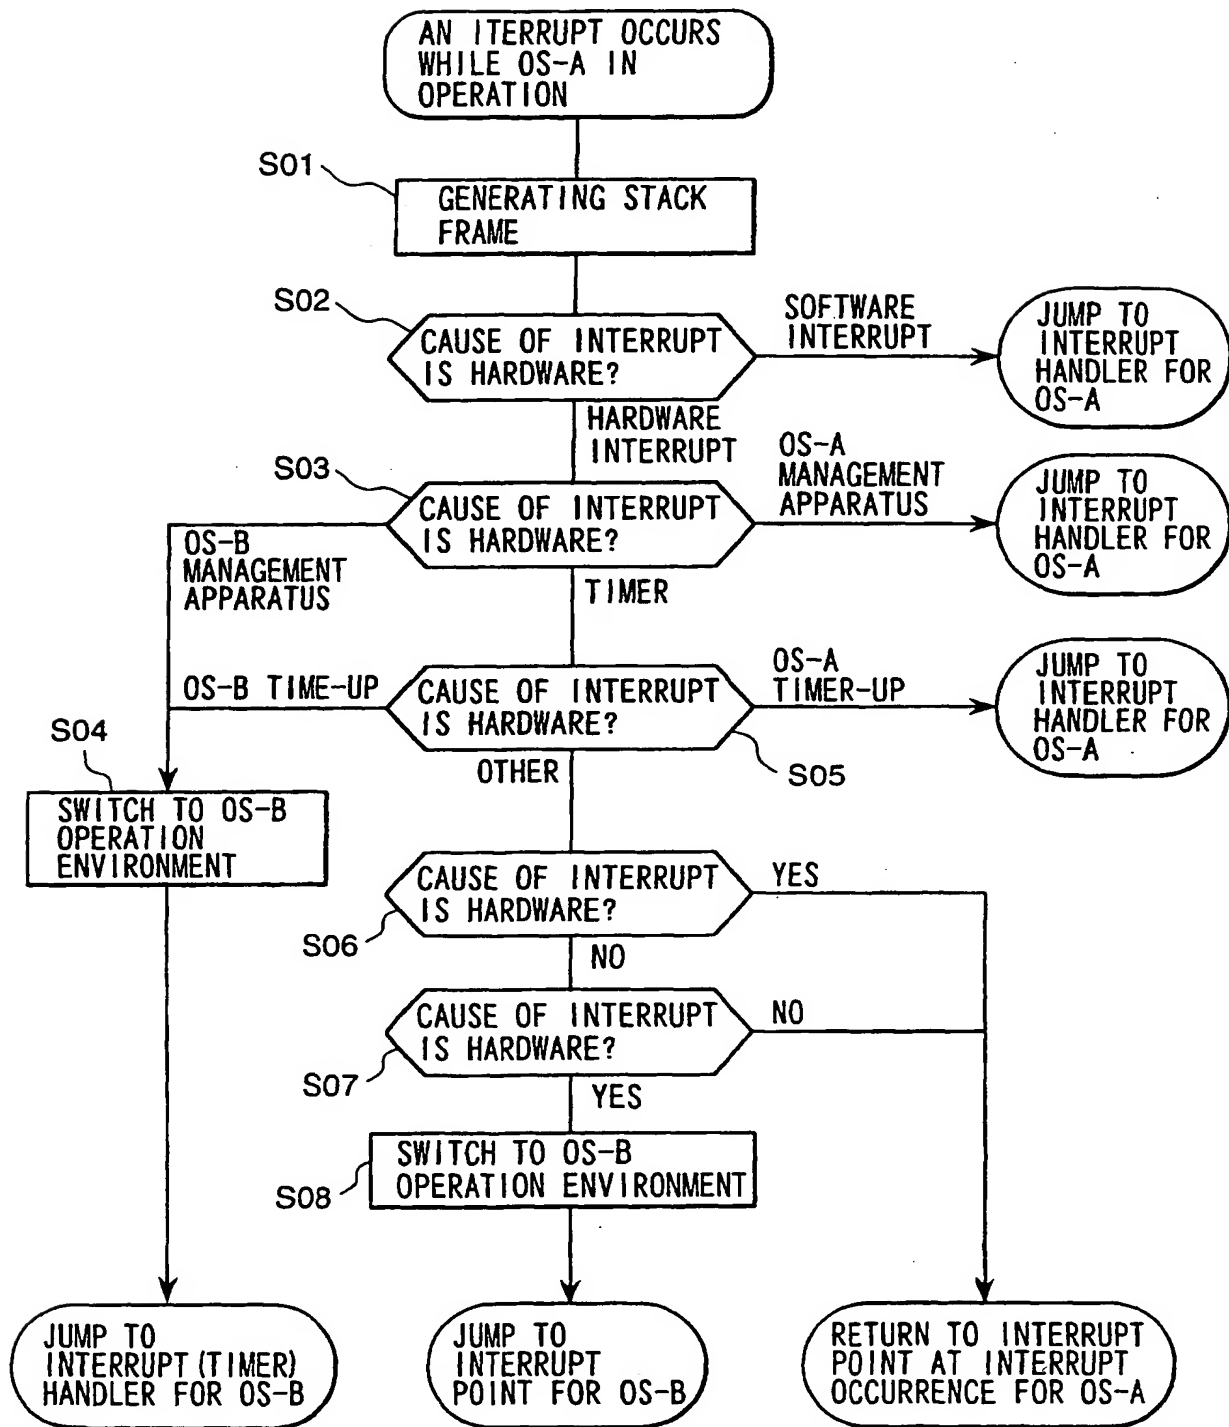 AN ITERRUPT OCCURS
WHILE OS-A IN
OPERATION
S01
GENERATING STACK
FRAME
S02
CAUSE OF INTERRUPT
IS HARDWARE?
SOFTWARE
INTERRUPT
JUMP TO
INTERRUPT
HANDLER FOR
OS-A
HARDWARE
INTERRUPT
S03
CAUSE OF INTERRUPT
IS HARDWARE?
OS-A
MANAGEMENT
APPARATUS
JUMP TO
INTERRUPT
HANDLER FOR
OS-A
OS-B
MANAGEMENT
APPARATUS
TIMER
OS-B TIME-UP
CAUSE OF INTERRUPT
IS HARDWARE?
OS-A
TIMER-UP
JUMP TO
INTERRUPT
HANDLER FOR
OS-A
S04
S05
OTHER
SWITCH TO OS-B
OPERATION
ENVIRONMENT
CAUSE OF INTERRUPT
IS HARDWARE?
YES
S06
NO
CAUSE OF INTERRUPT
IS HARDWARE?
NO
S07
YES
SWITCH TO OS-B
OPERATION ENVIRONMENT
S08
JUMP TO
INTERRUPT(TIMER)
HANDLER FOR OS-B
JUMP TO
INTERRUPT
POINT FOR OS-B
RETURN TO INTERRUPT
POINT AT INTERRUPT
OCCURRENCE FOR OS-A